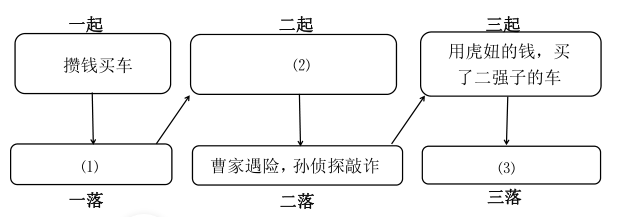 一起
二起
三起
攒钱买车
(2)
用虎妞的钱，买
了二强子的车
(1)
曹家遇险，孙侦探敲诈
(3)
一落
二落
三落